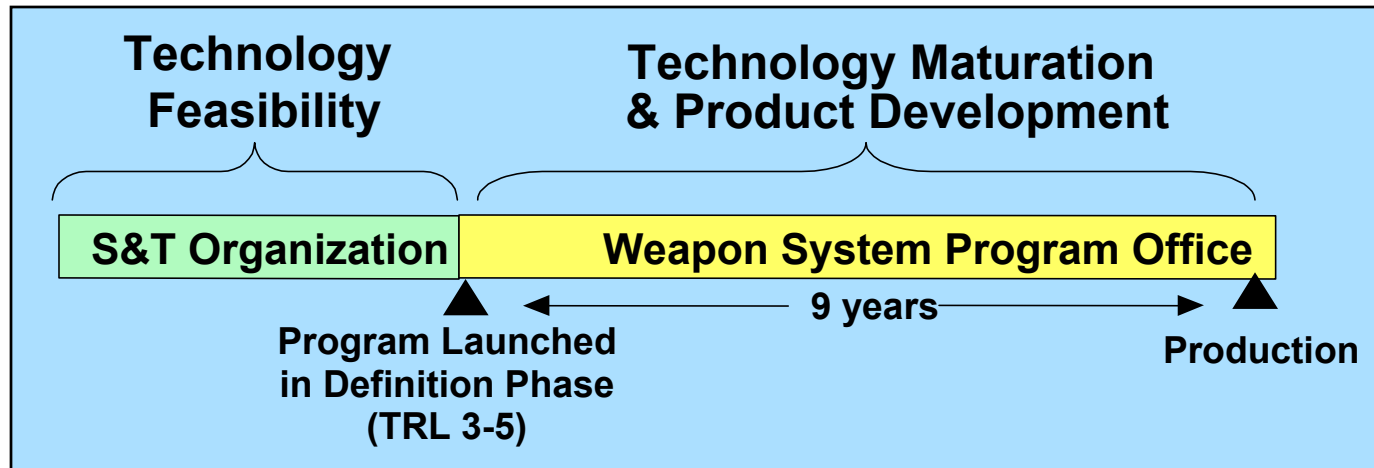 Technology
Feasibility
Technology Maturation
& Product Development
S&T Organization
Weapon System Program Office
9 years
Program Launched
in Definition Phase
(TRL 3-5)
Production